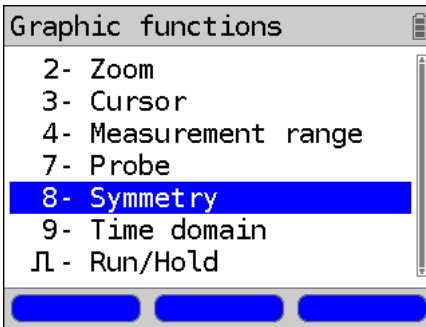 Graphic functions
2- Zoom
3- Cursor
4- Measurement range
7- Probe
8- Symmetry
9- Time domain
⎍- Run/Hold